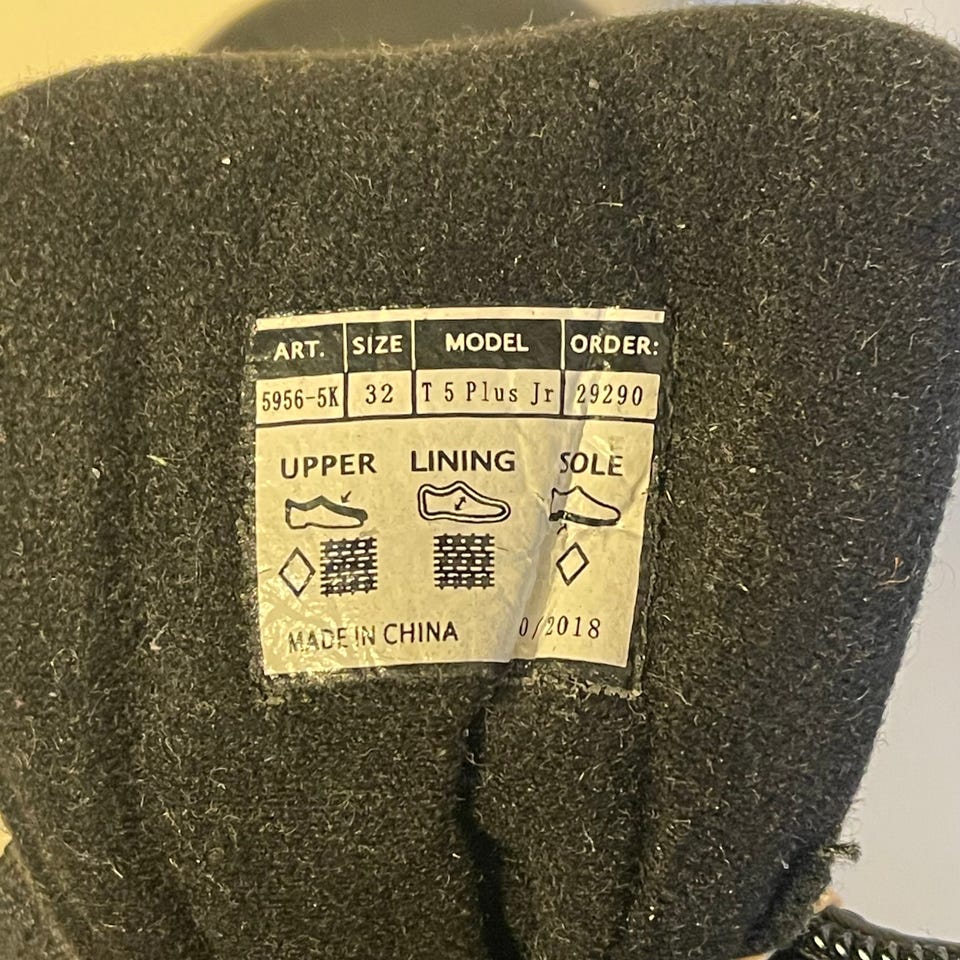 ART. SIZE MODEL ORDER:
5956-5K 32 T 5 Plus Jr 29290
UPPER LINING SOLE
MADE IN CHINA 0/2018